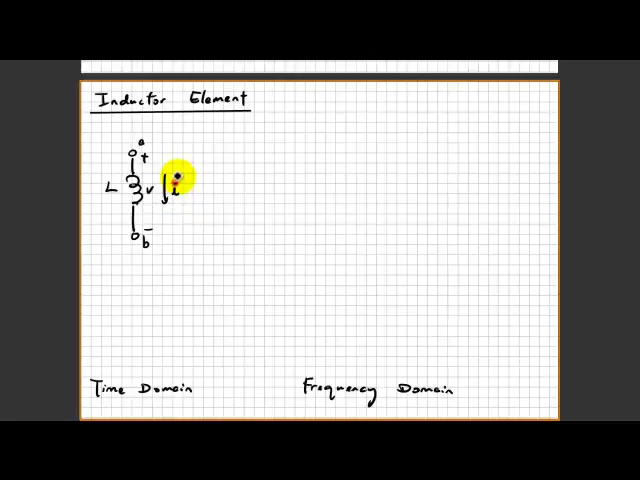 Inductor Element
a
+
L v i
b -
Time Domain Frequency Domain